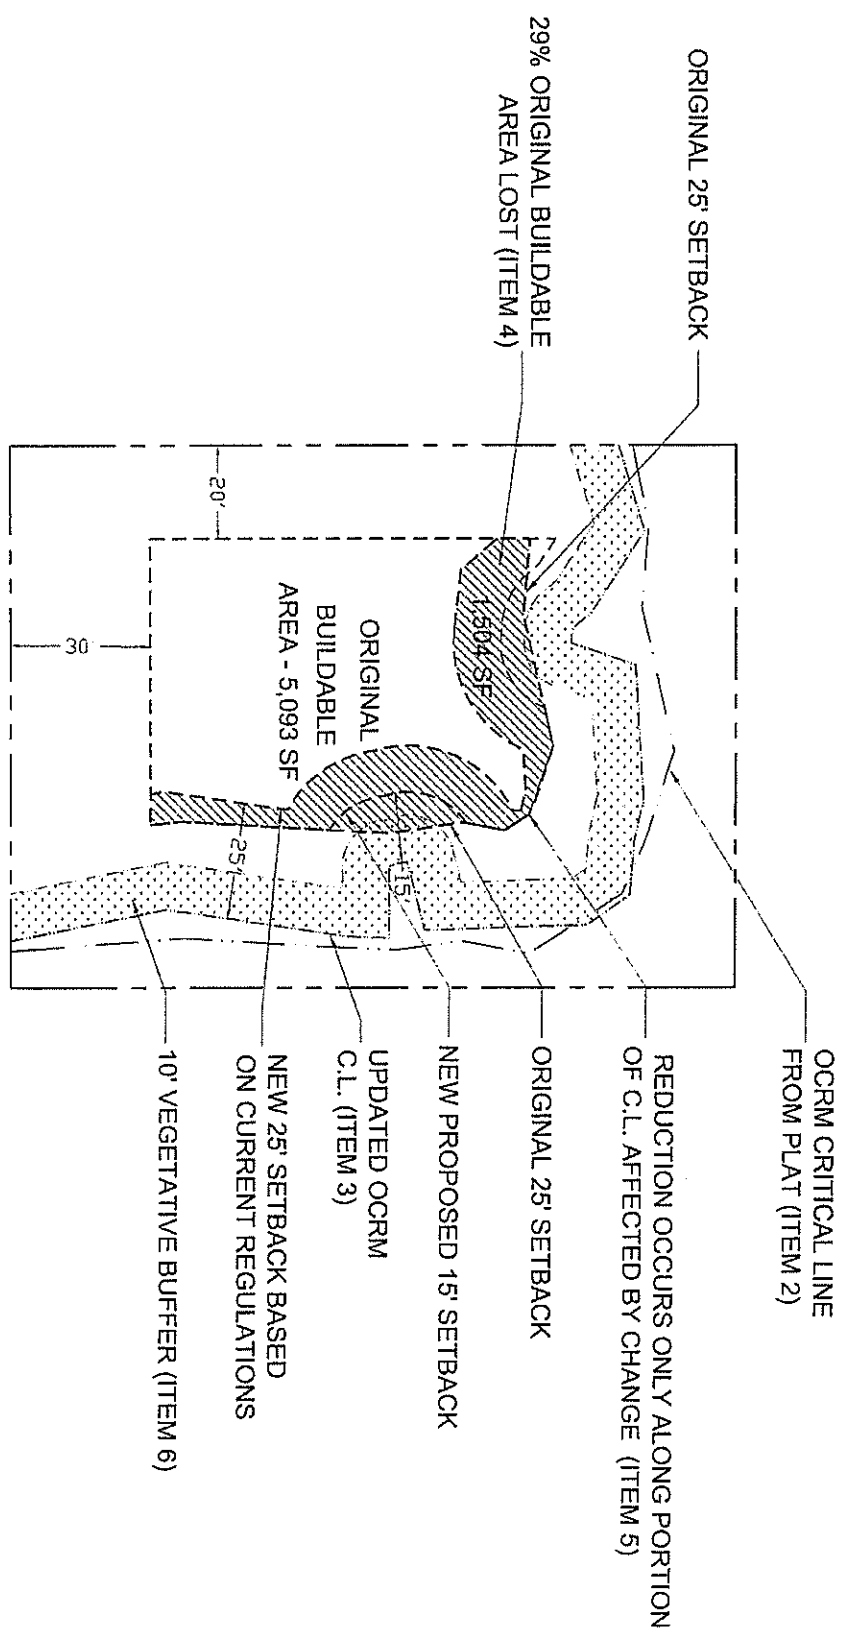 OCRM CRITICAL LINE
FROM PLAT (ITEM 2)
REDUCTION OCCURS ONLY ALONG PORTION
OF C.L. AFFECTED BY CHANGE (ITEM 5)
ORIGINAL 25' SETBACK
NEW PROPOSED 15' SETBACK
UPDATED OCRM
C.L. (ITEM 3)
NEW 25' SETBACK BASED
ON CURRENT REGULATIONS
10' VEGETATIVE BUFFER (ITEM 6)
ORIGINAL 25' SETBACK
29% ORIGINAL BUILDABLE
AREA LOST (ITEM 4)
1,504 SF
ORIGINAL
BUILDABLE
AREA - 5,093 SF
20'
30
25'
15'